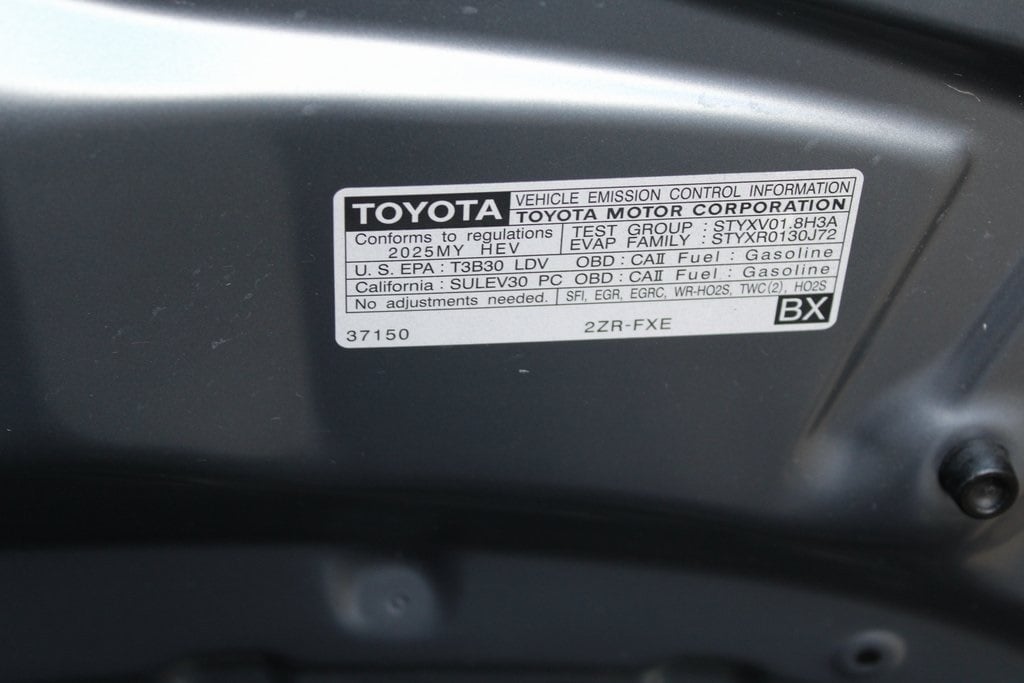 TOYOTA VEHICLE EMISSION CONTROL INFORMATION
TOYOTA MOTOR CORPORATION
Conforms to regulations TEST GROUP : STYXV01.8H3A
2025MY HEV EVAP FAMILY : STYXR0130J72
U.S. EPA : T3B30 LDV OBD : CAII Fuel : Gasoline
California : SULEV30 PC OBD : CAII Fuel : Gasoline
No adjustments needed. SFI, EGR, EGRC, WR-HO2S, TWC(2), HO2S
BX
37150 2ZR-FXE